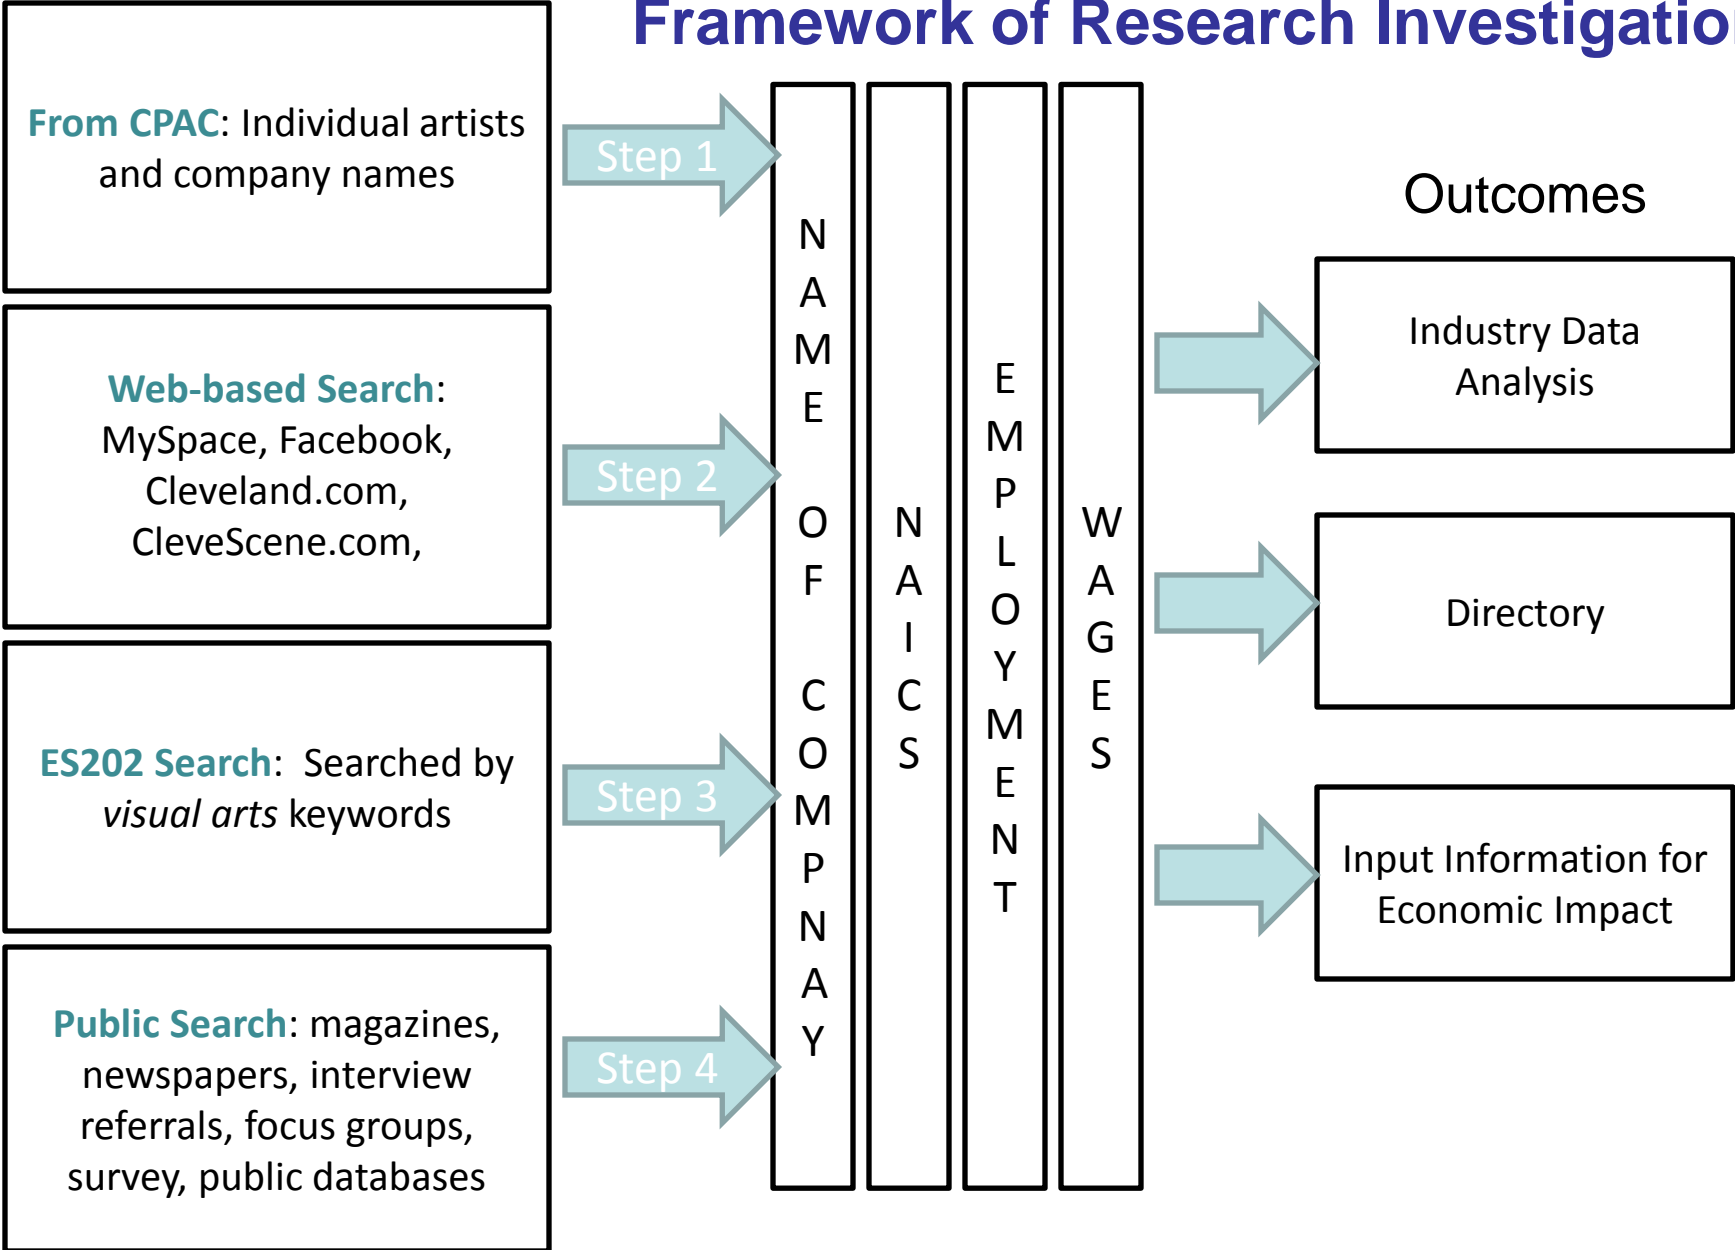 Framework of Research Investigatio
From CPAC: Individual artists
and company names
Step 1
Web-based Search:
MySpace, Facebook,
Cleveland.com,
CleveScene.com,
Step 2
ES202 Search:  Searched by
visual arts keywords
Step 3
Public Search: magazines,
newspapers, interview
referrals, focus groups,
survey, public databases
Step 4
NAME OF COMPNAY
NAICS
EMPLOYMENT
WAGES
Outcomes
Industry Data
Analysis
Directory
Input Information for
Economic Impact